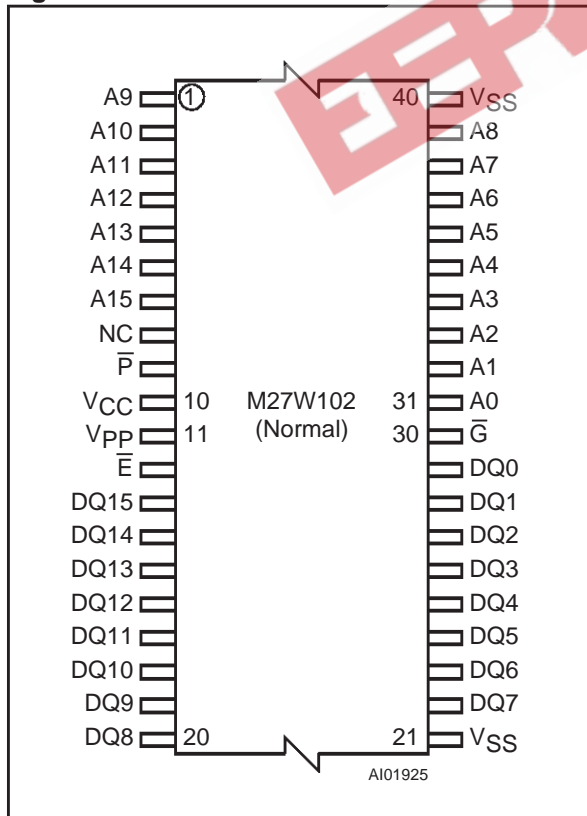 A9 1 40 VSS
A10 A8
A11 A7
A12 A6
A13 A5
A14 A4
A15 A3
NC A2
P̅ A1
VCC 10 M27W102 31 A0
VPP 11 (Normal) 30 G̅
E̅ DQ0
DQ15 DQ1
DQ14 DQ2
DQ13 DQ3
DQ12 DQ4
DQ11 DQ5
DQ10 DQ6
DQ9 DQ7
DQ8 20 21 VSS
AI01925